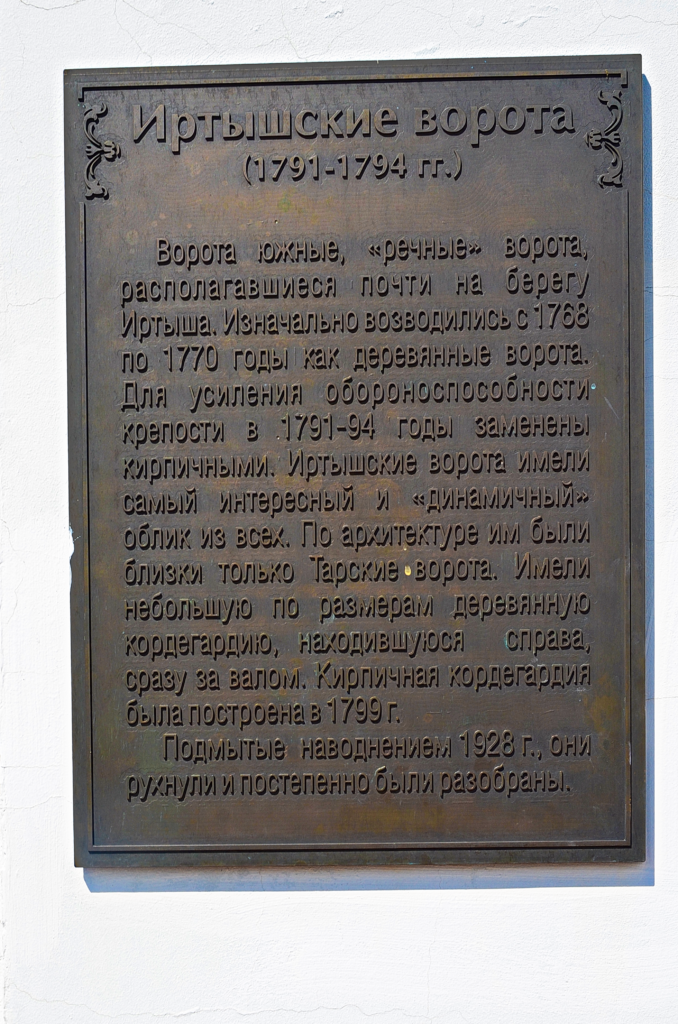 Иртышские ворота
(1791-1794 гг.)
Ворота южные, «речные» ворота,
располагавшиеся почти на берегу
Иртыша. Изначально возводились с 1768
по 1770 годы как деревянные ворота.
Для усиления обороноспособности
крепости в 1791-94 годы заменены
кирпичными. Иртышские ворота имели
самый интересный и «динамичный»
облик из всех. По архитектуре им были
близки только Тарские ворота. Имели
небольшую по размерам деревянную
кордегардию, находившуюся справа,
сразу за валом. Кирпичная кордегардия
была построена в 1799 г.
Подмытые наводнением 1928 г., они
рухнули и постепенно были разобраны.